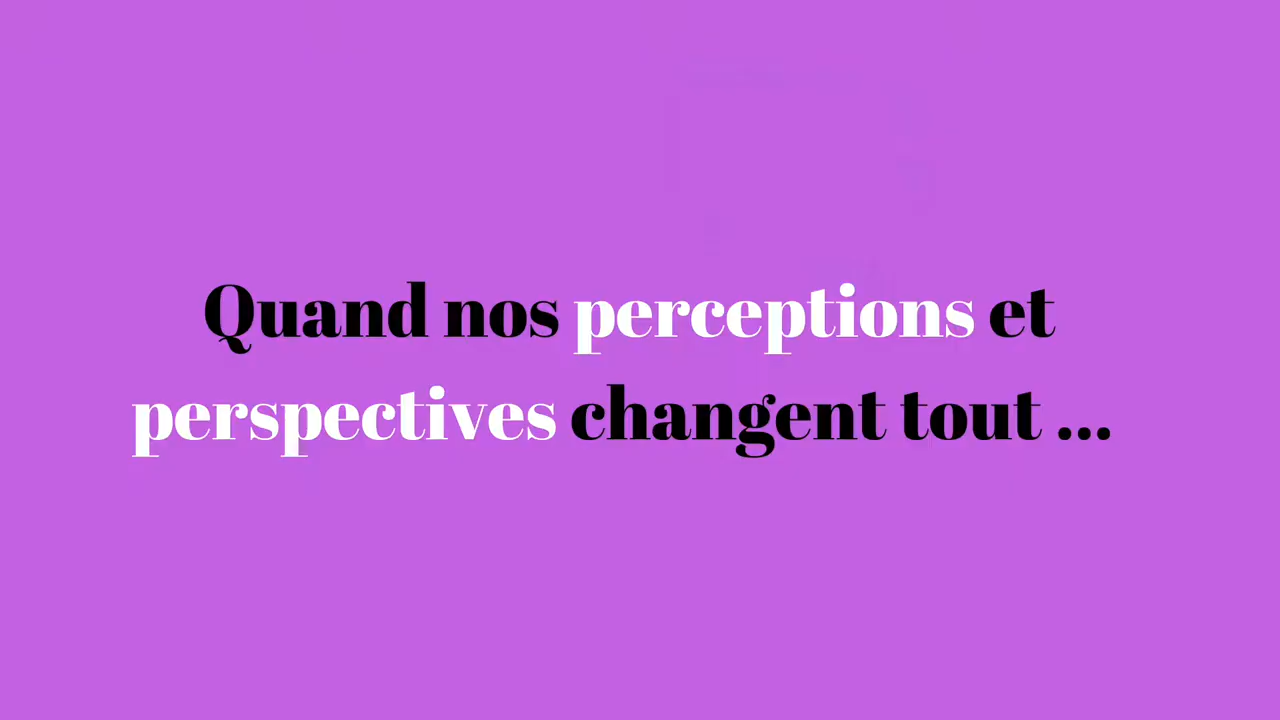 Quand nos perceptions et
perspectives changent tout ...